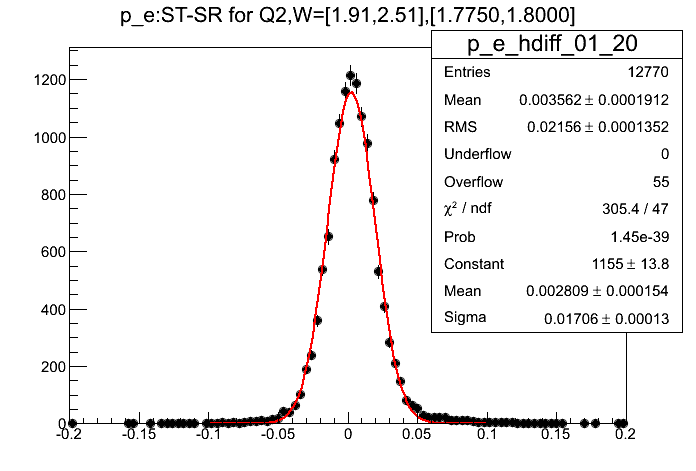 p_e:ST-SR for Q2,W=[1.91,2.51],[1.7750,1.8000]
p_e_hdiff_01_20
Entries 12770
Mean 0.003562 ± 0.0001912
RMS 0.02156 ± 0.0001352
Underflow 0
Overflow 55
χ² / ndf 305.4 / 47
Prob 1.45e-39
Constant 1155 ± 13.8
Mean 0.002809 ± 0.000154
Sigma 0.01706 ± 0.00013
1200
1000
800
600
400
200
0
-0.2 -0.15 -0.1 -0.05 0 0.05 0.1 0.15 0.2